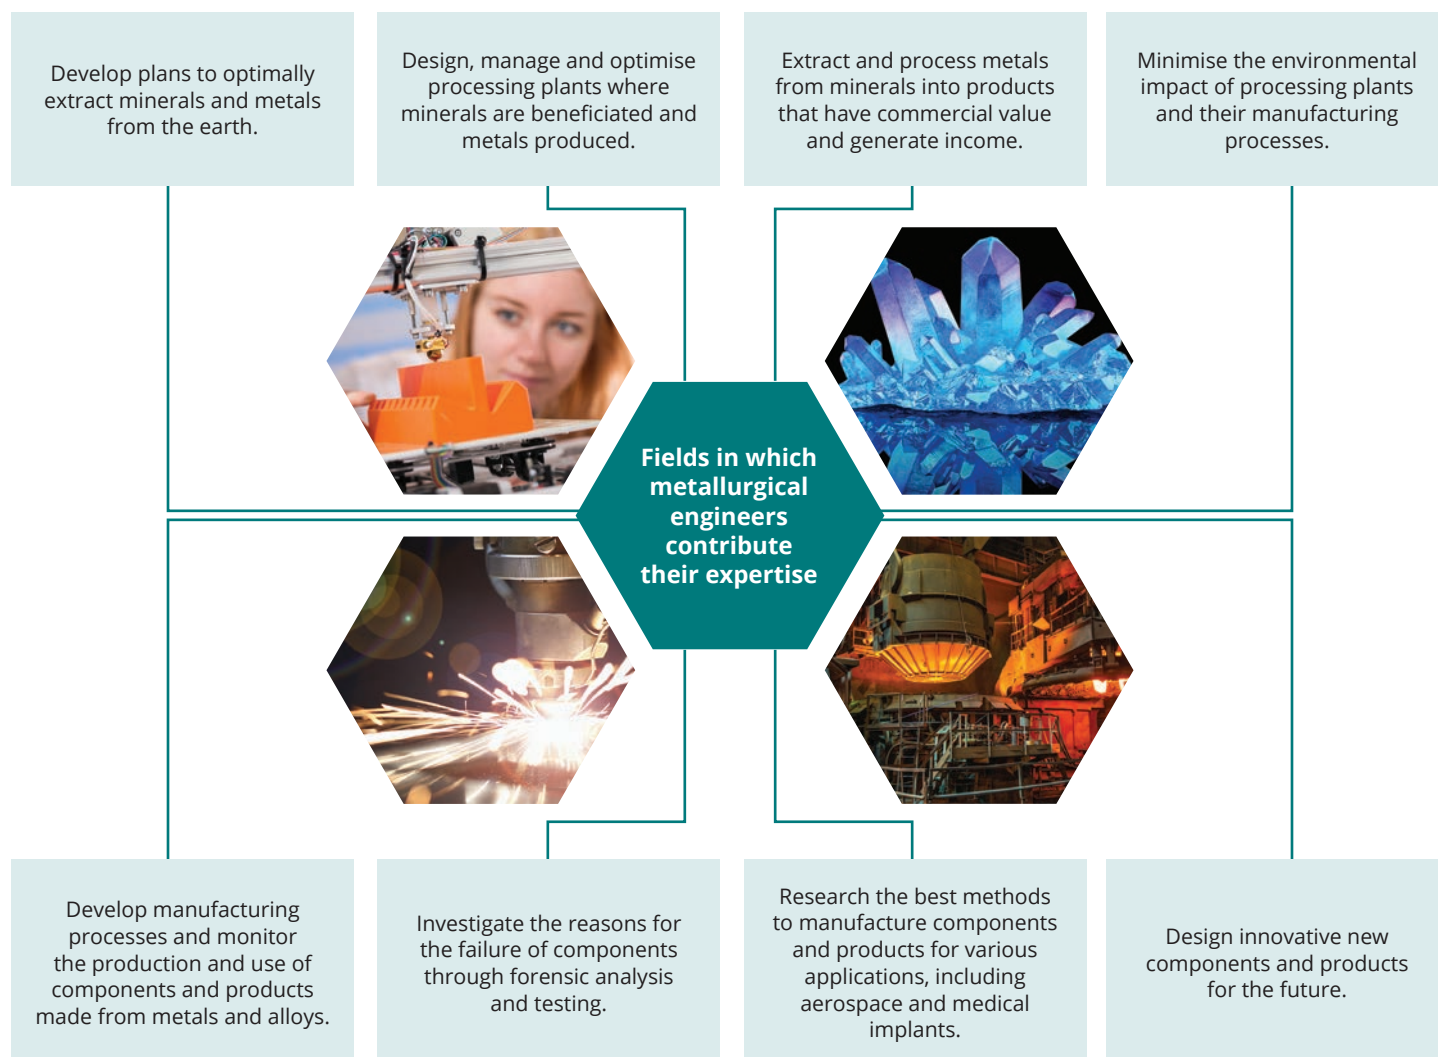 Develop plans to optimally
extract minerals and metals
from the earth.
Design, manage and optimise
processing plants where
minerals are beneficiated and
metals produced.
Extract and process metals
from minerals into products
that have commercial value
and generate income.
Minimise the environmental
impact of processing plants
and their manufacturing
processes.
Fields in which
metallurgical
engineers
contribute
their expertise
Develop manufacturing
processes and monitor
the production and use of
components and products
made from metals and alloys.
Investigate the reasons for
the failure of components
through forensic analysis
and testing.
Research the best methods
to manufacture components
and products for various
applications, including
aerospace and medical
implants.
Design innovative new
components and products
for the future.